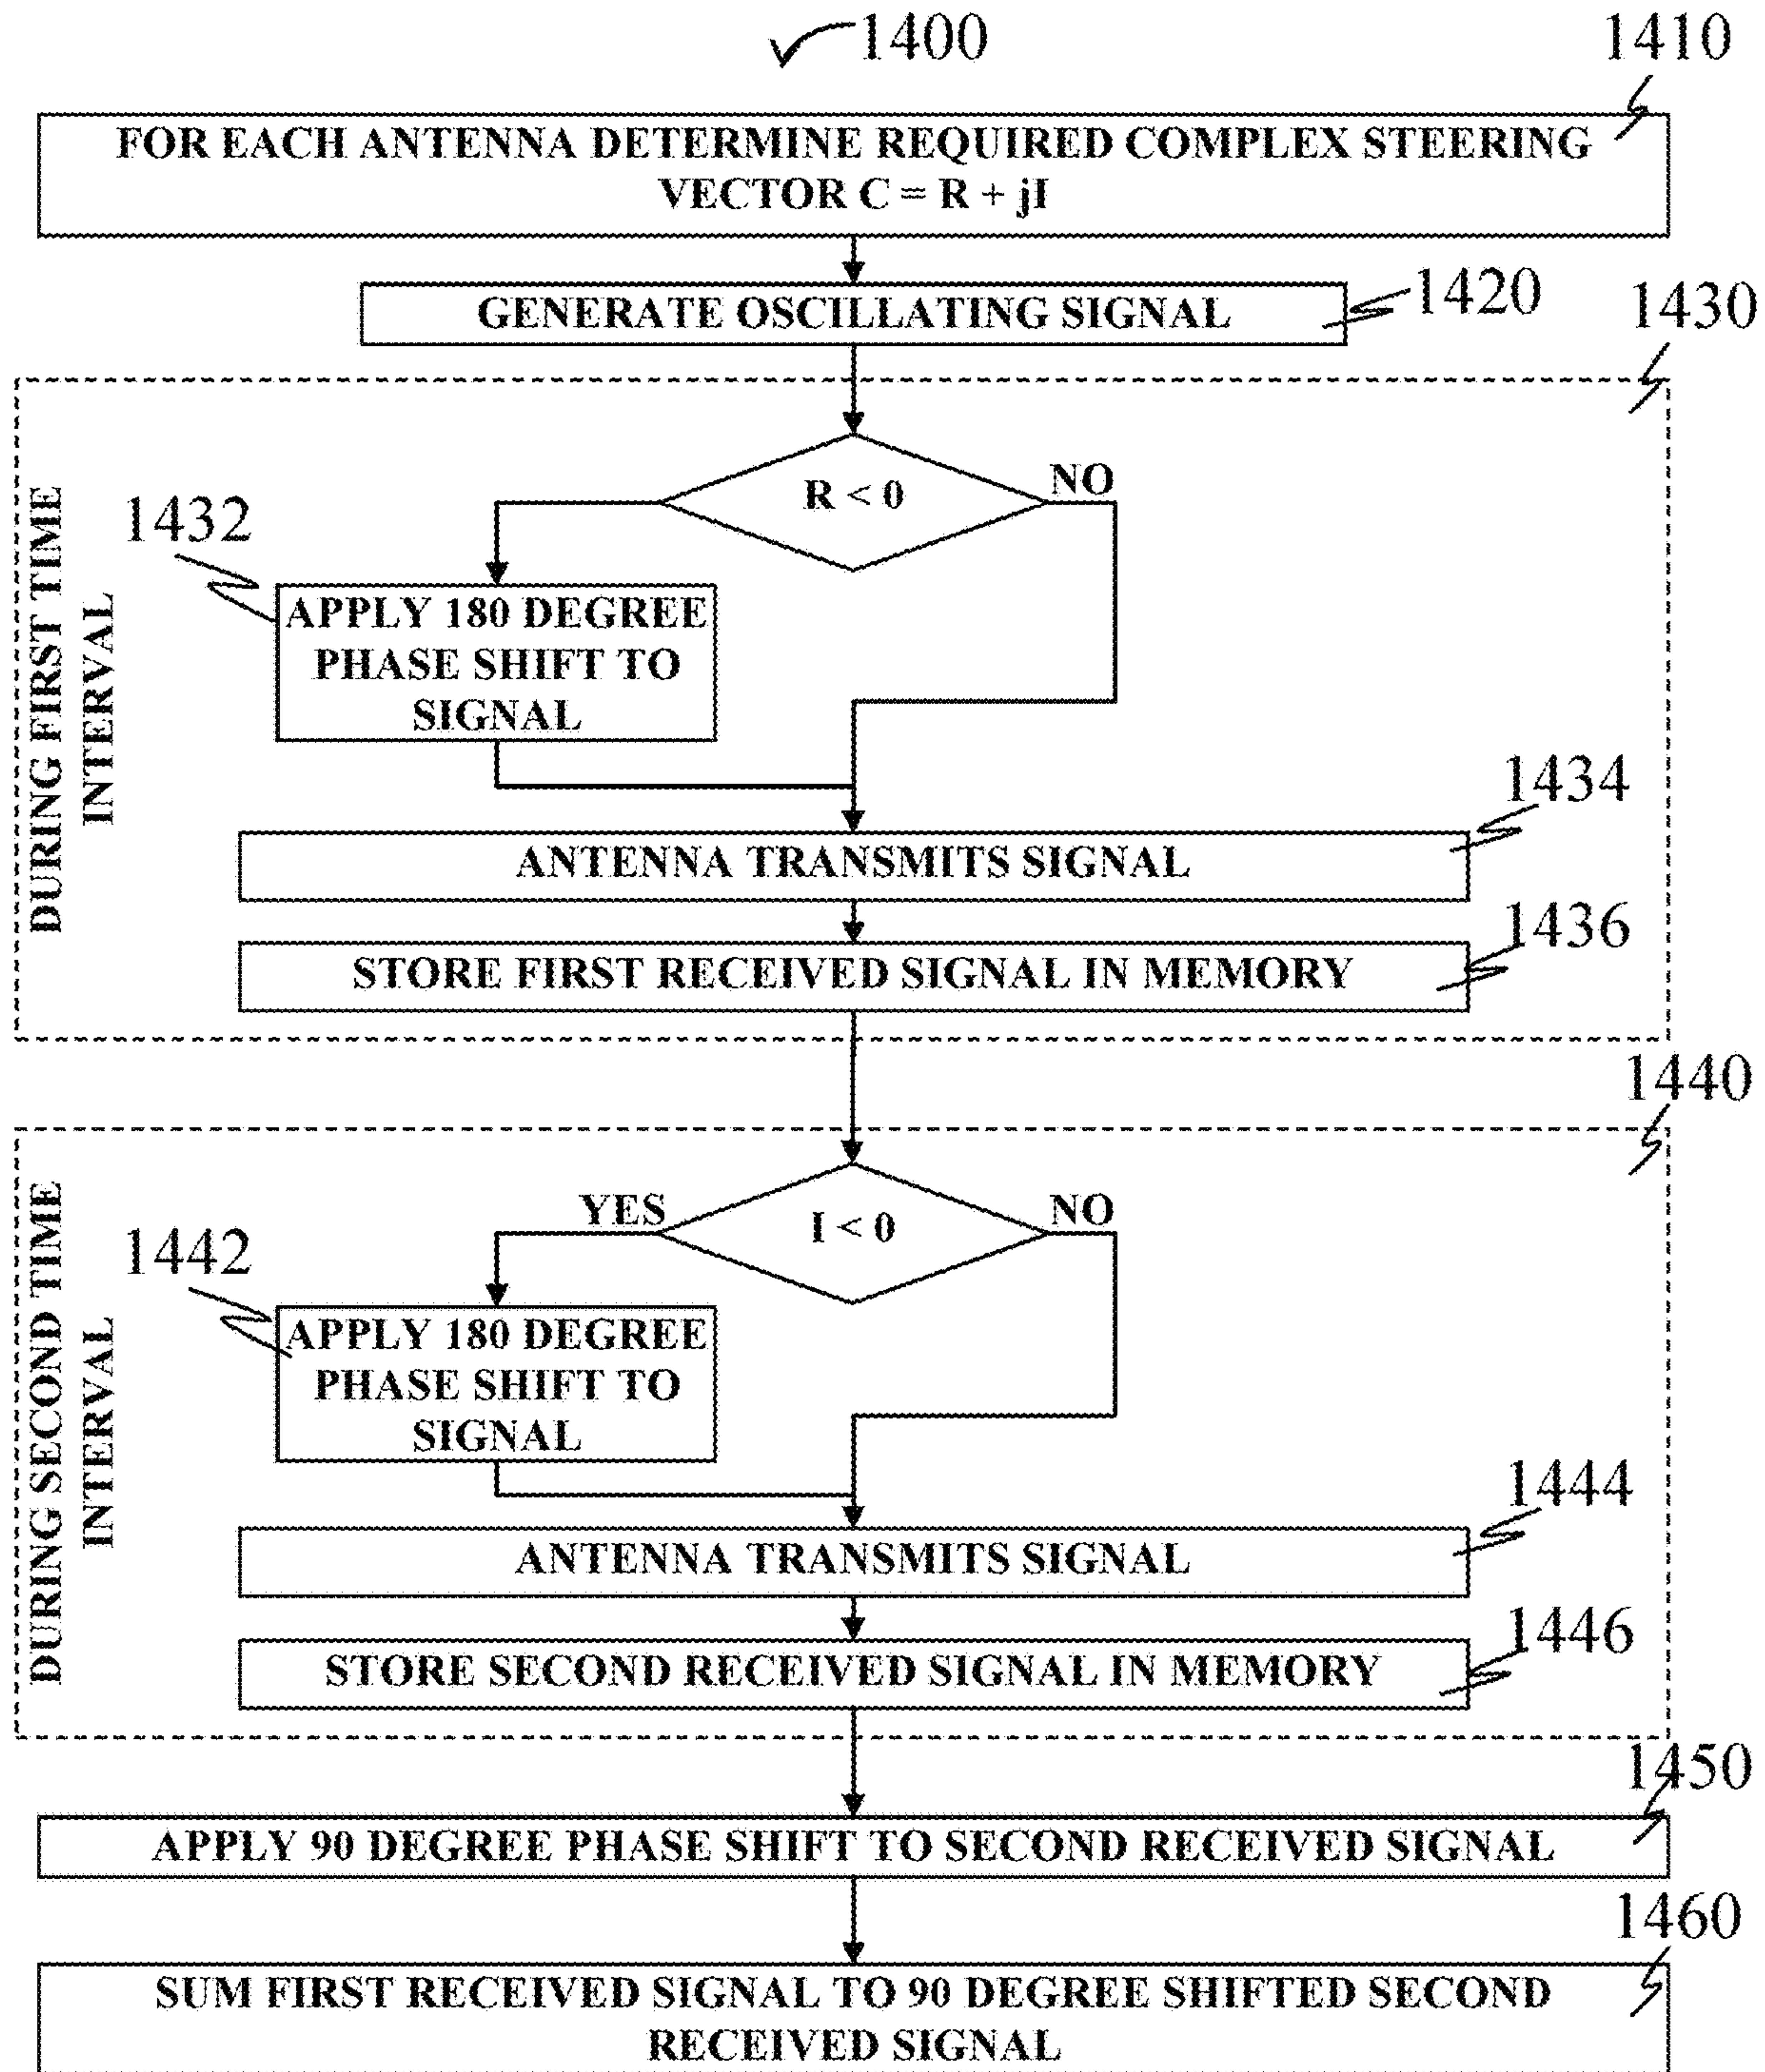 1400
1410
FOR EACH ANTENNA DETERMINE REQUIRED COMPLEX STEERING
VECTOR C = R + jI
GENERATE OSCILLATING SIGNAL
1420
1430
DURING FIRST TIME
INTERVAL
R < 0
NO
1432
APPLY 180 DEGREE
PHASE SHIFT TO
SIGNAL
1434
ANTENNA TRANSMITS SIGNAL
1436
STORE FIRST RECEIVED SIGNAL IN MEMORY
1440
DURING SECOND TIME
INTERVAL
YES
I < 0
NO
1442
APPLY 180 DEGREE
PHASE SHIFT TO
SIGNAL
1444
ANTENNA TRANSMITS SIGNAL
1446
STORE SECOND RECEIVED SIGNAL IN MEMORY
1450
APPLY 90 DEGREE PHASE SHIFT TO SECOND RECEIVED SIGNAL
1460
SUM FIRST RECEIVED SIGNAL TO 90 DEGREE SHIFTED SECOND
RECEIVED SIGNAL